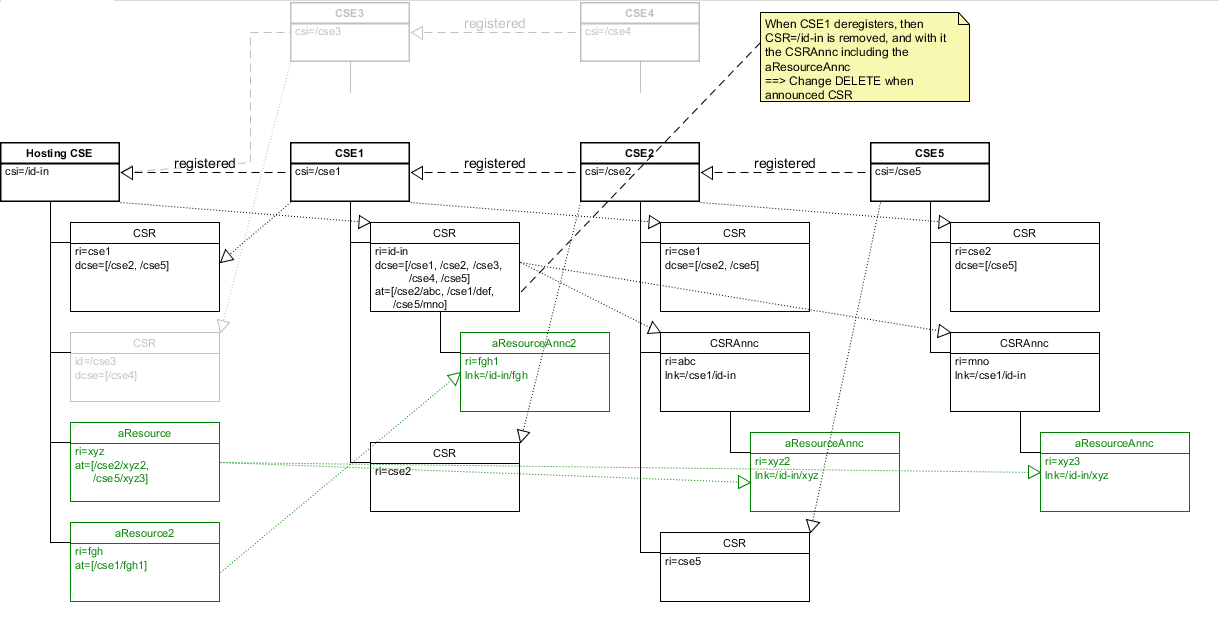 CSE3
csi=/cse3
registered
CSE4
csi=/cse4
When CSE1 deregisters, then
CSR=/id-in is removed, and with it
the CSRAnnc including the
aResourceAnnc
==> Change DELETE when
announced CSR
Hosting CSE
csi=/id-in
registered
CSE1
csi=/cse1
registered
CSE2
csi=/cse2
registered
CSE5
csi=/cse5
CSR
ri=cse1
dcse=[/cse2, /cse5]
CSR
ri=id-in
dcse=[/cse1, /cse2, /cse3,
/cse4, /cse5]
at=[/cse2/abc, /cse1/def,
/cse5/mno]
CSR
ri=cse1
dcse=[/cse2, /cse5]
CSR
ri=cse2
dcse=[/cse5]
CSR
id=/cse3
dcse=[/cse4]
aResourceAnnc2
ri=fgh1
lnk=/id-in/fgh
CSRAnnc
ri=abc
lnk=/cse1/id-in
CSRAnnc
ri=mno
lnk=/cse1/id-in
aResource
ri=xyz
at=[/cse2/xyz2,
/cse5/xyz3]
CSR
ri=cse2
aResourceAnnc
ri=xyz2
lnk=/id-in/xyz
aResourceAnnc
ri=xyz3
lnk=/id-in/xyz
aResource2
ri=fgh
at=[/cse1/fgh1]
CSR
ri=cse5